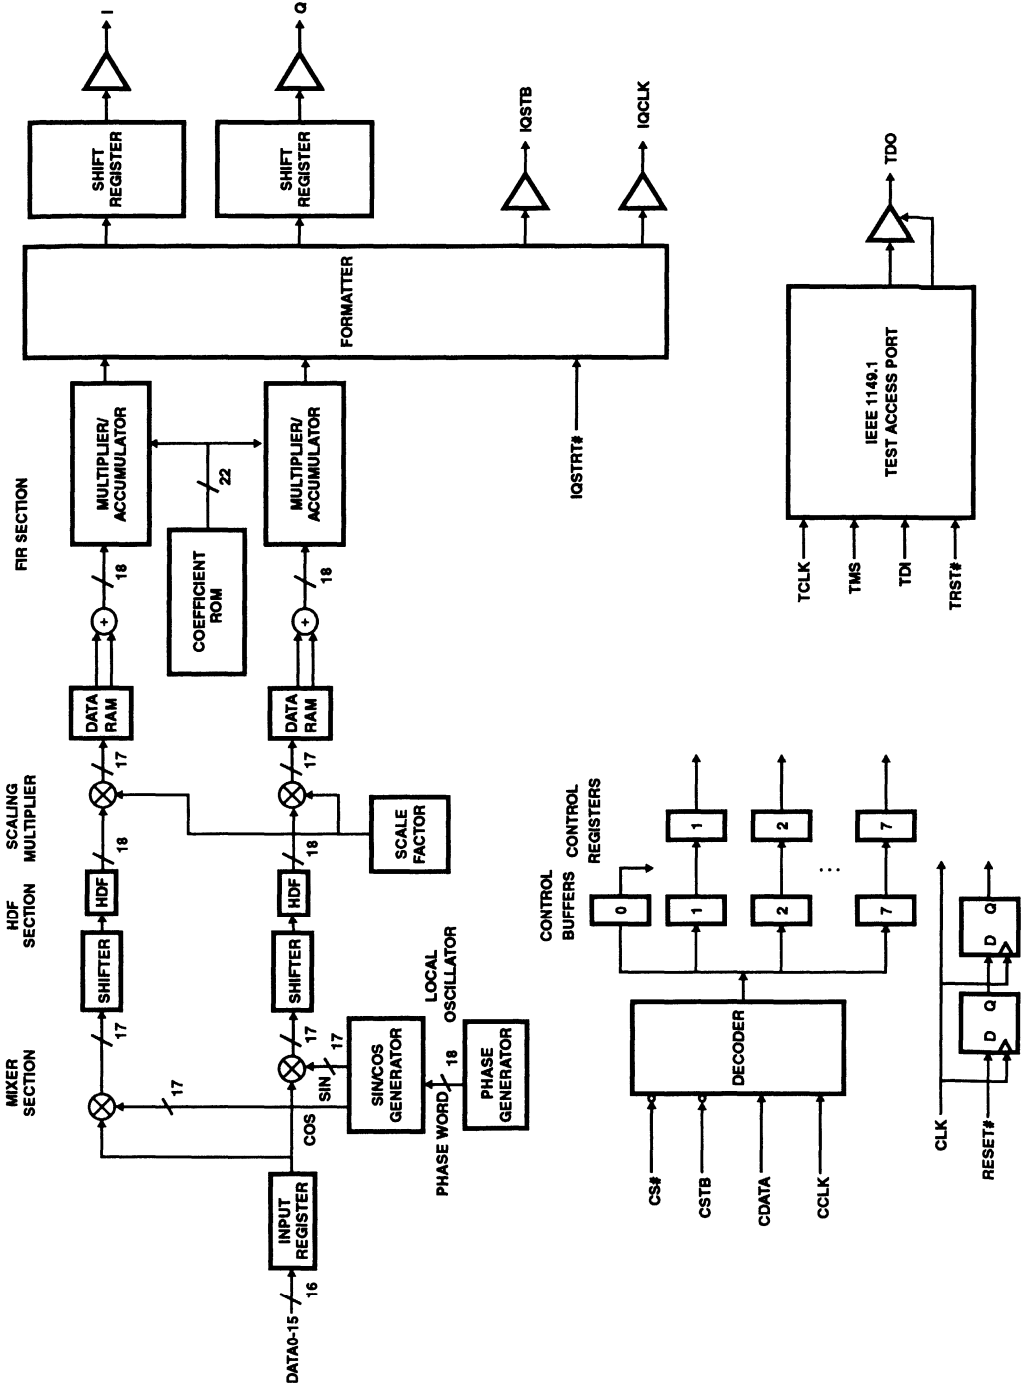 MIXER
SECTION
HDF
SECTION
SCALING
MULTIPLIER
FIR SECTION
DATA0-15
16
INPUT
REGISTER
17
17
SHIFTER
HDF
18
17
DATA
RAM
+
18
MULTIPLIER/
ACCUMULATOR
SHIFT
REGISTER
I
COS
SIN
17
17
SHIFTER
HDF
18
17
DATA
RAM
+
18
MULTIPLIER/
ACCUMULATOR
COEFFICIENT
ROM
22
FORMATTER
SHIFT
REGISTER
Q
SIN/COS
GENERATOR
LOCAL
OSCILLATOR
PHASE WORD
18
PHASE
GENERATOR
SCALE
FACTOR
IQSTRT#
IQSTB
IQCLK
CS#
CSTB
CDATA
CCLK
DECODER
CONTROL
BUFFERS
CONTROL
REGISTERS
0
1
1
2
2
...
7
7
CLK
RESET#
D
Q
D
Q
TCLK
TMS
TDI
TRST#
IEEE 1149.1
TEST ACCESS PORT
TDO